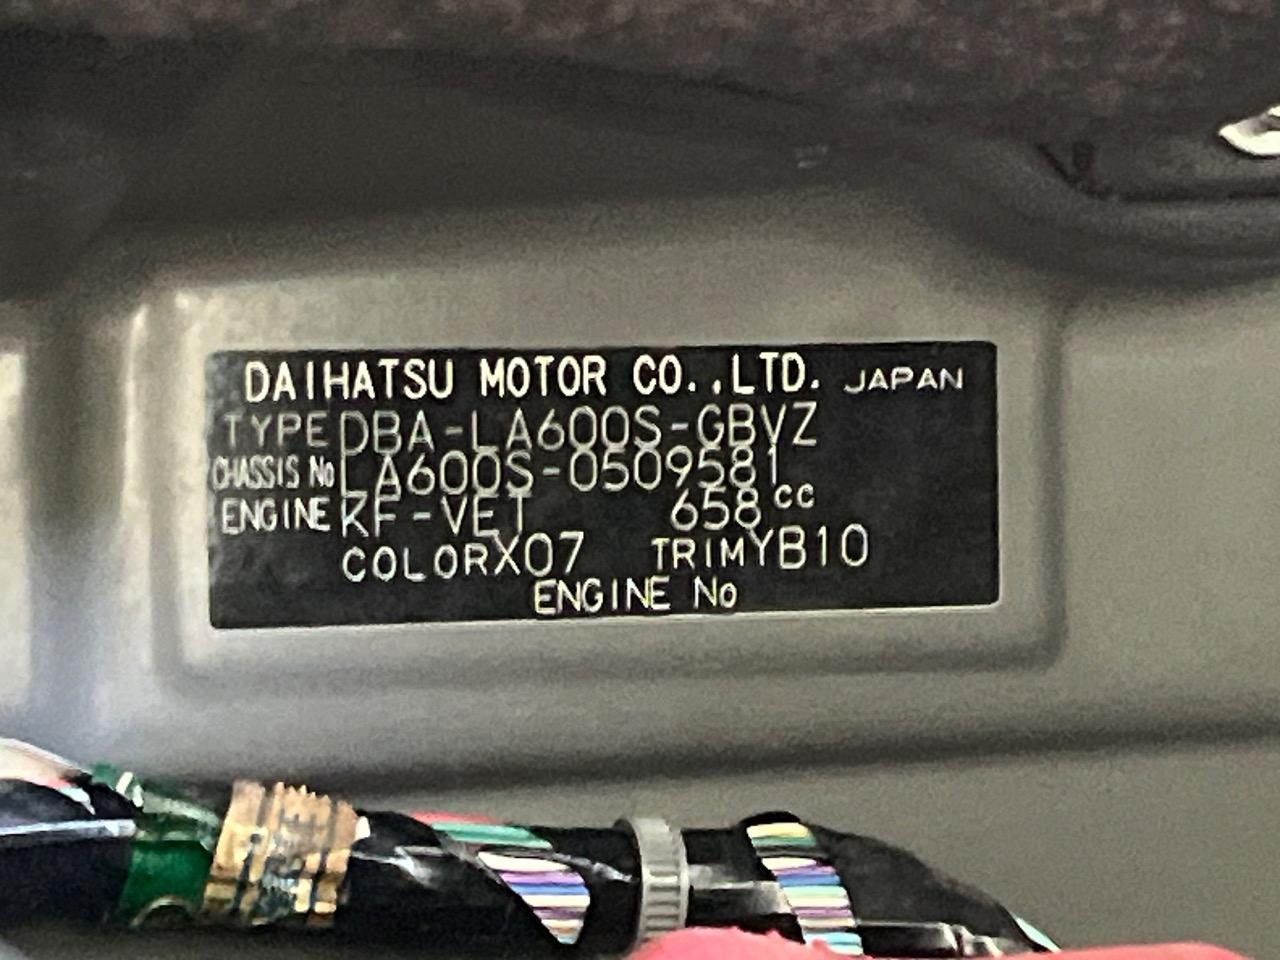 DAIHATSU MOTOR CO.,LTD. JAPAN
TYPE DBA-LA600S-GBVZ
CHASSIS No LA600S-0509581
ENGINE KF-VET 658cc
COLOR X07 TRIM YB10
ENGINE No